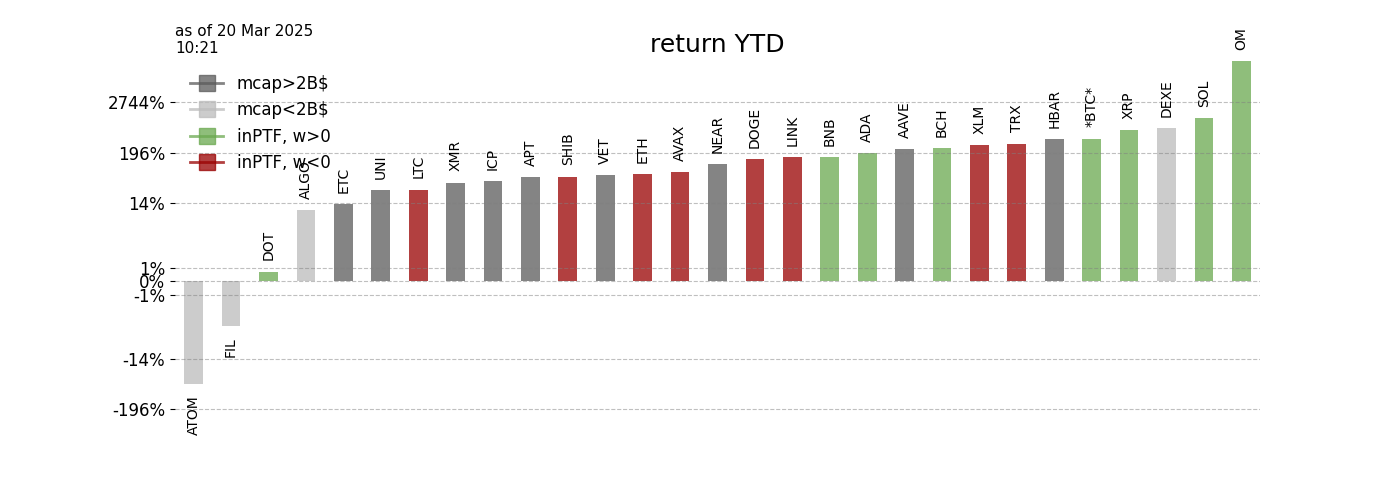 as of 20 Mar 2025
10:21
return YTD
mcap>2B$
mcap<2B$
inPTF, w>0
inPTF, w<0
2744%
196%
14%
1%
0%
-1%
-14%
-196%
ATOM
FIL
DOT
ALGO
ETC
UNI
LTC
XMR
ICP
APT
SHIB
VET
ETH
AVAX
NEAR
DOGE
LINK
BNB
ADA
AAVE
BCH
XLM
TRX
HBAR
*BTC*
XRP
DEXE
SOL
OM